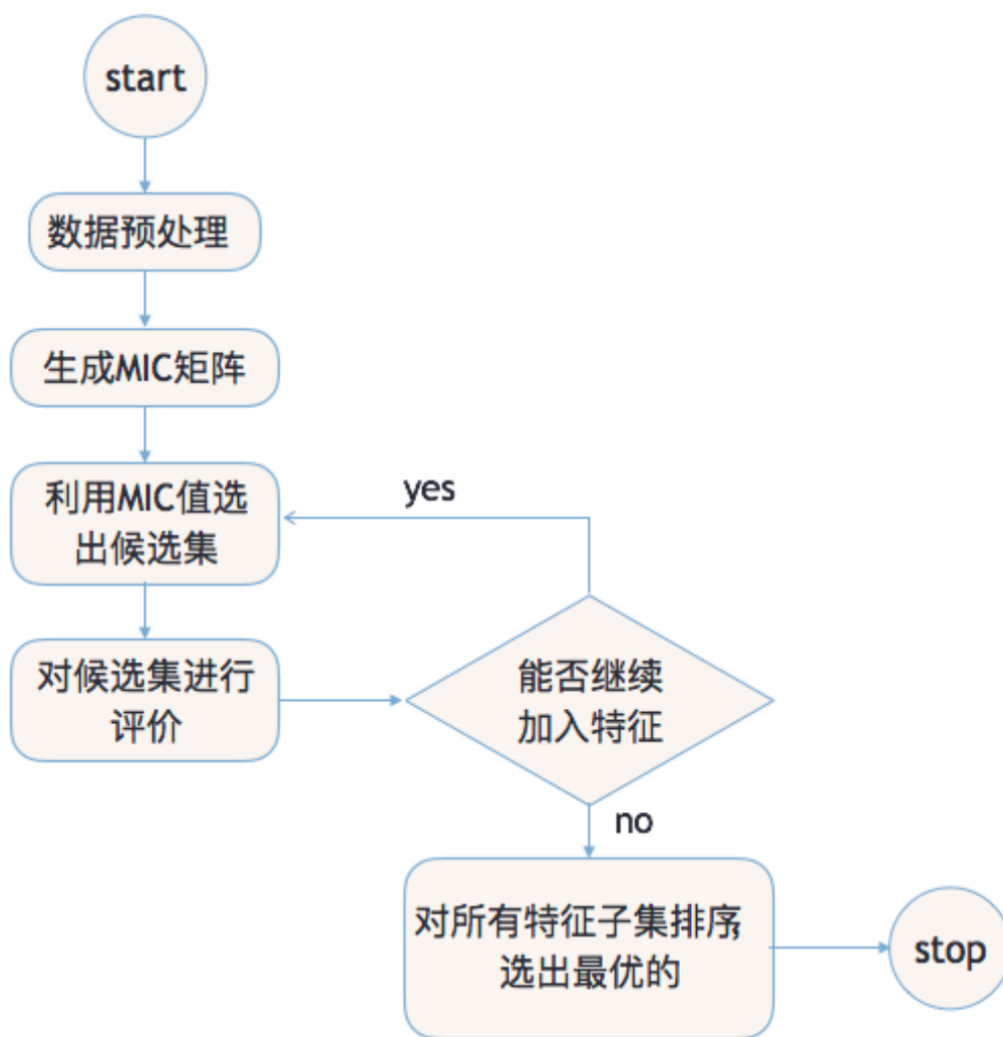 start
数据预处理
生成MIC矩阵
利用MIC值选
出候选集
yes
对候选集进行
评价
能否继续
加入特征
no
对所有特征子集排序,
选出最优的
stop